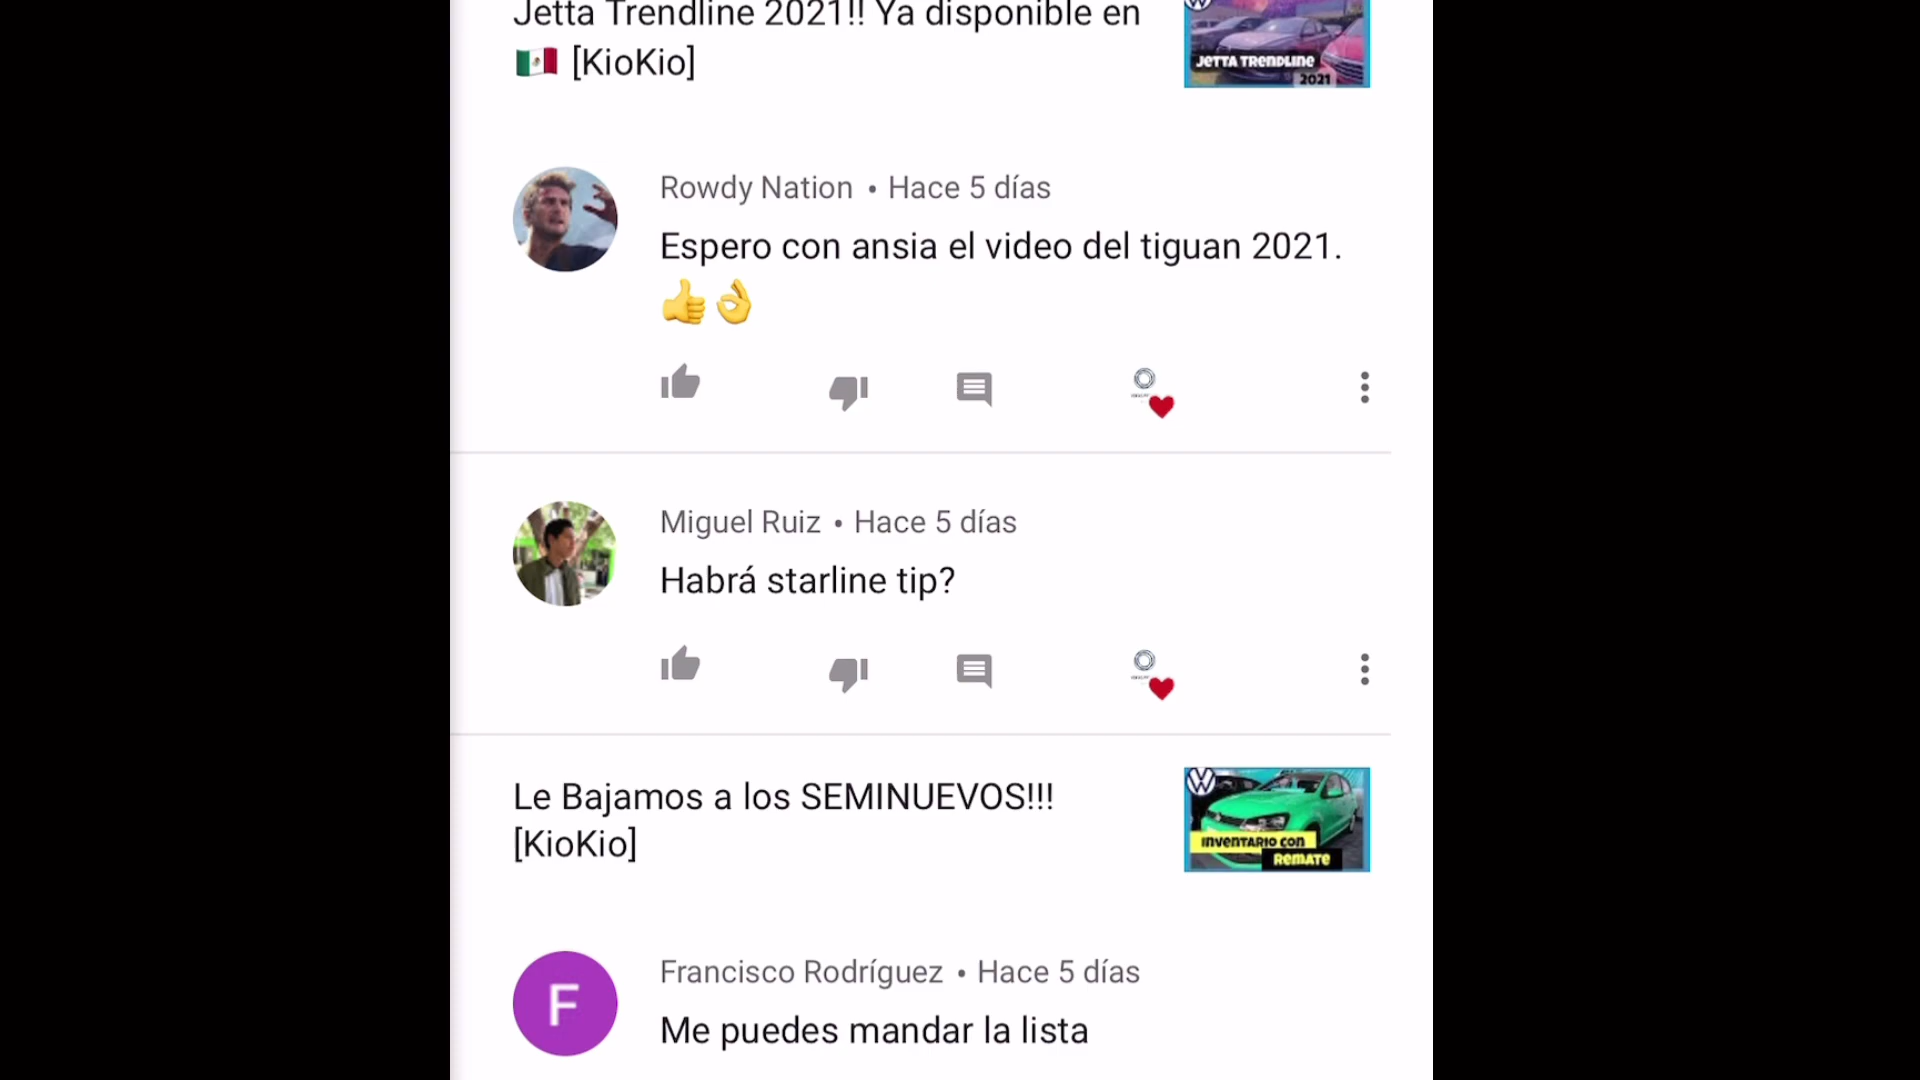 Jetta Trendline 2021!! Ya disponible en
🇲🇽 [KioKio]
JETTA TRENDLINE
2021
Rowdy Nation • Hace 5 días
Espero con ansia el video del tiguan 2021.
👍👌
Miguel Ruiz • Hace 5 días
Habrá starline tip?
Le Bajamos a los SEMINUEVOS!!!
[KioKio]
INVENTARIO CON
REMATE
F
Francisco Rodríguez • Hace 5 días
Me puedes mandar la lista